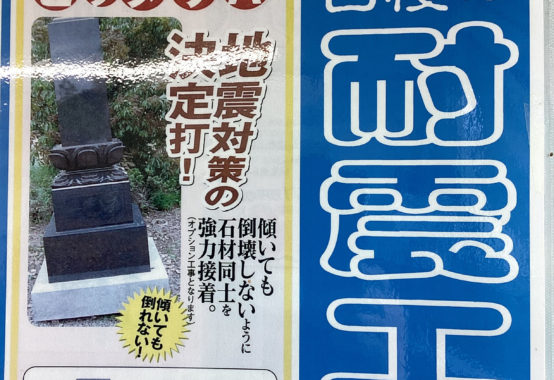 耐震工
地震対策の
決定打!
傾いても
倒壊しないように
石材同士を
強力接着。
(オプション工事となります)
傾いても
倒れない!